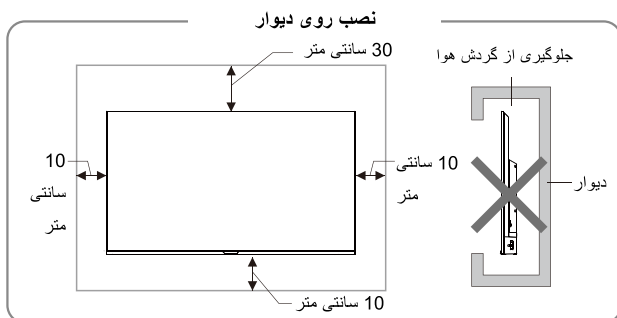 نصب روی دیوار
30 سانتی متر
جلوگیری از گردش هوا
10 سانتی
متر
10
سانتی
متر
دیوار
10 سانتی متر